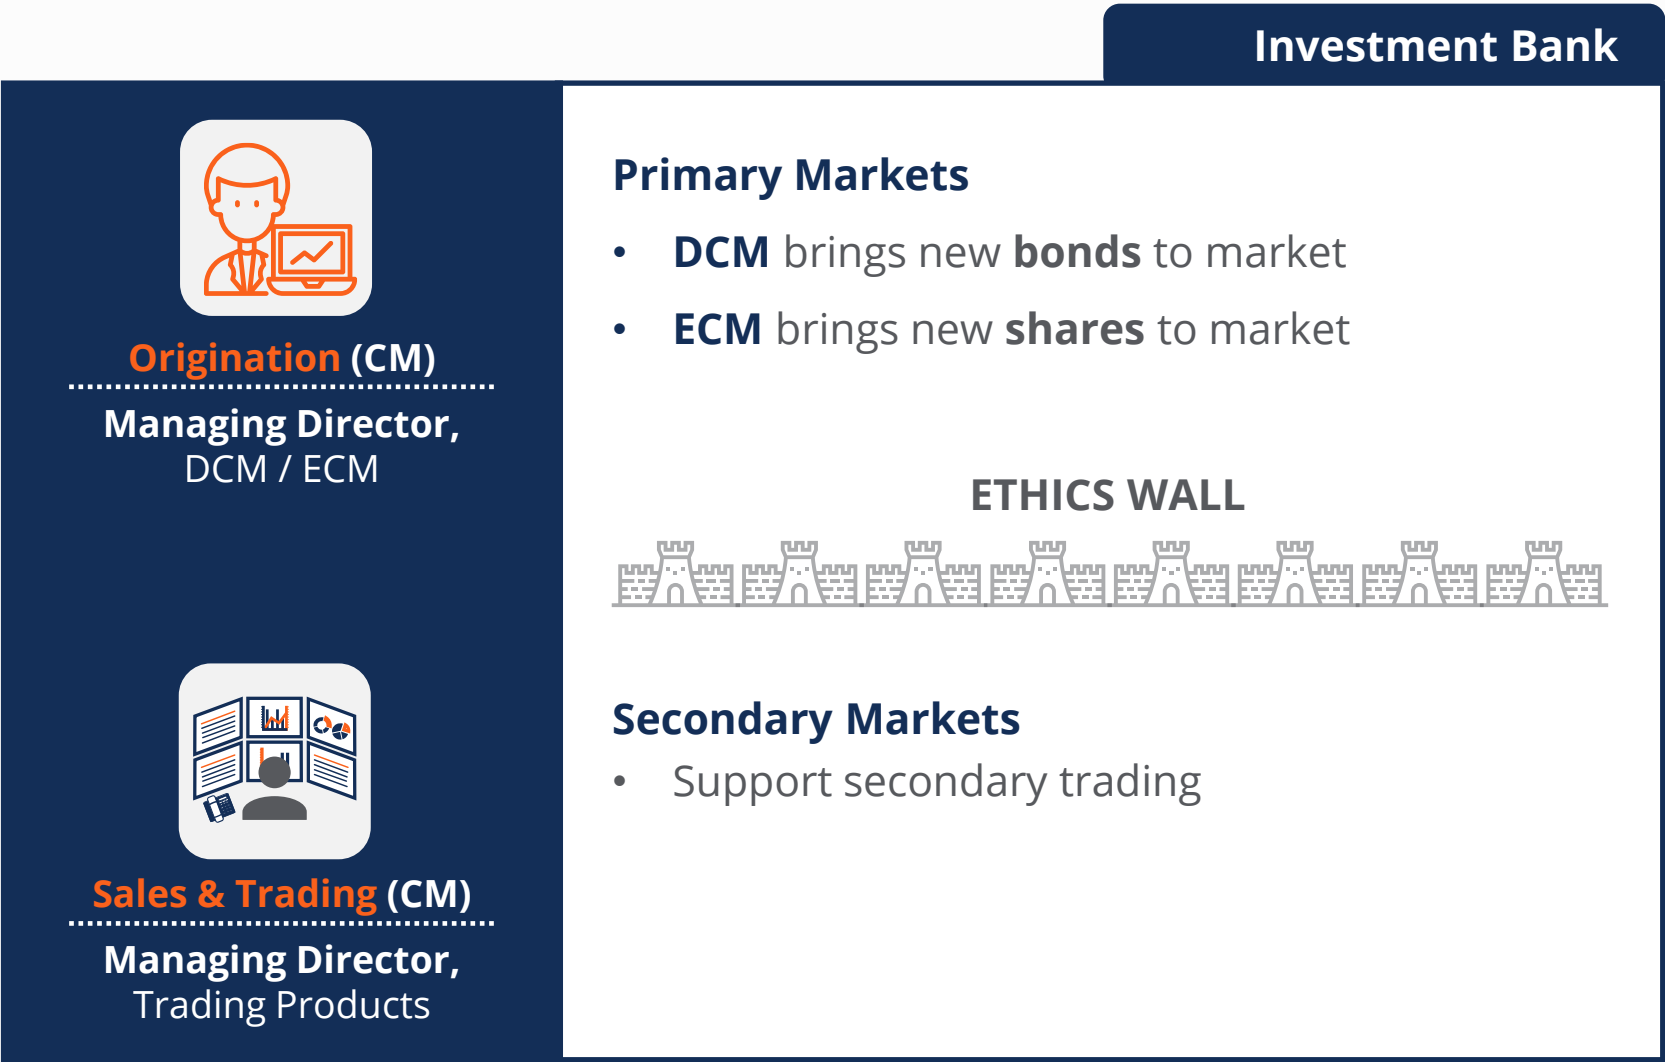 Investment Bank
Origination (CM)
Managing Director,
DCM / ECM
Primary Markets
• DCM brings new bonds to market
• ECM brings new shares to market
ETHICS WALL
Sales & Trading (CM)
Managing Director,
Trading Products
Secondary Markets
• Support secondary trading